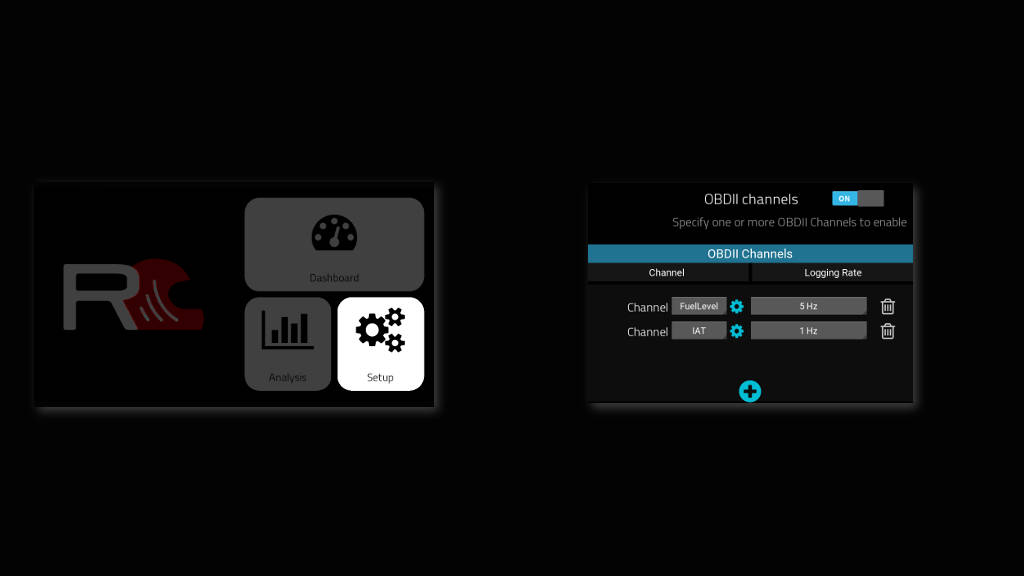 R
Dashboard
Analysis
Setup
OBDII channels
ON
Specify one or more OBDII Channels to enable
OBDII Channels
Channel Logging Rate
Channel FuelLevel 5 Hz
Channel IAT 1 Hz